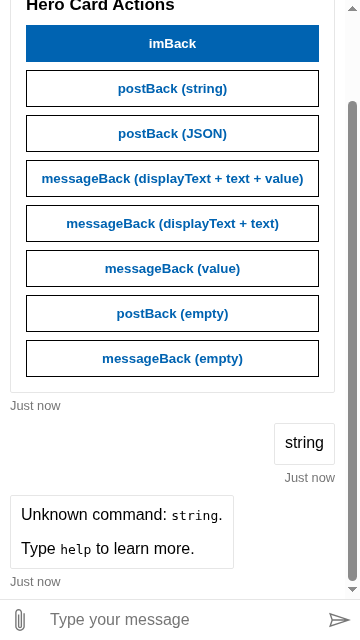 Hero Card Actions
imBack
postBack (string)
postBack (JSON)
messageBack (displayText + text + value)
messageBack (displayText + text)
messageBack (value)
postBack (empty)
messageBack (empty)
Just now
string
Just now
Unknown command: string.
Type help to learn more.
Just now
Type your message